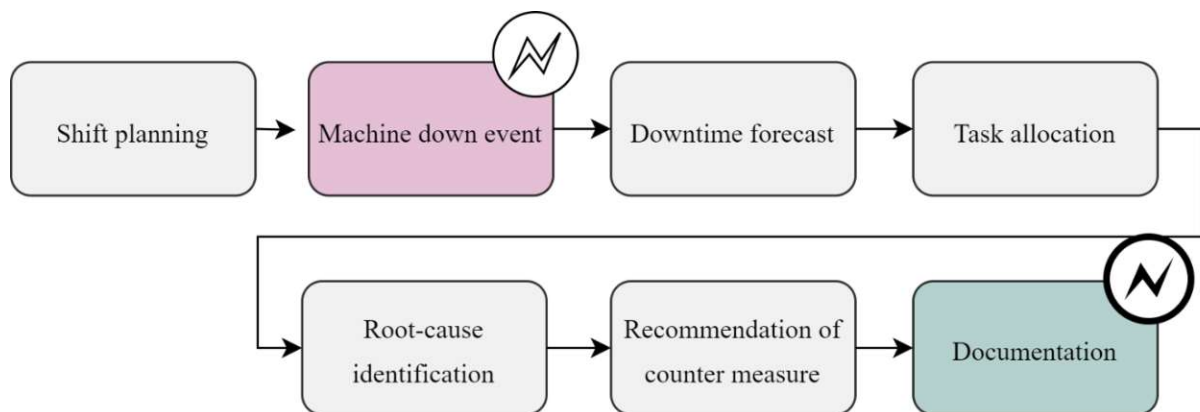 Shift planning
Machine down event
Downtime forecast
Task allocation
Root-cause
identification
Recommendation of
counter measure
Documentation